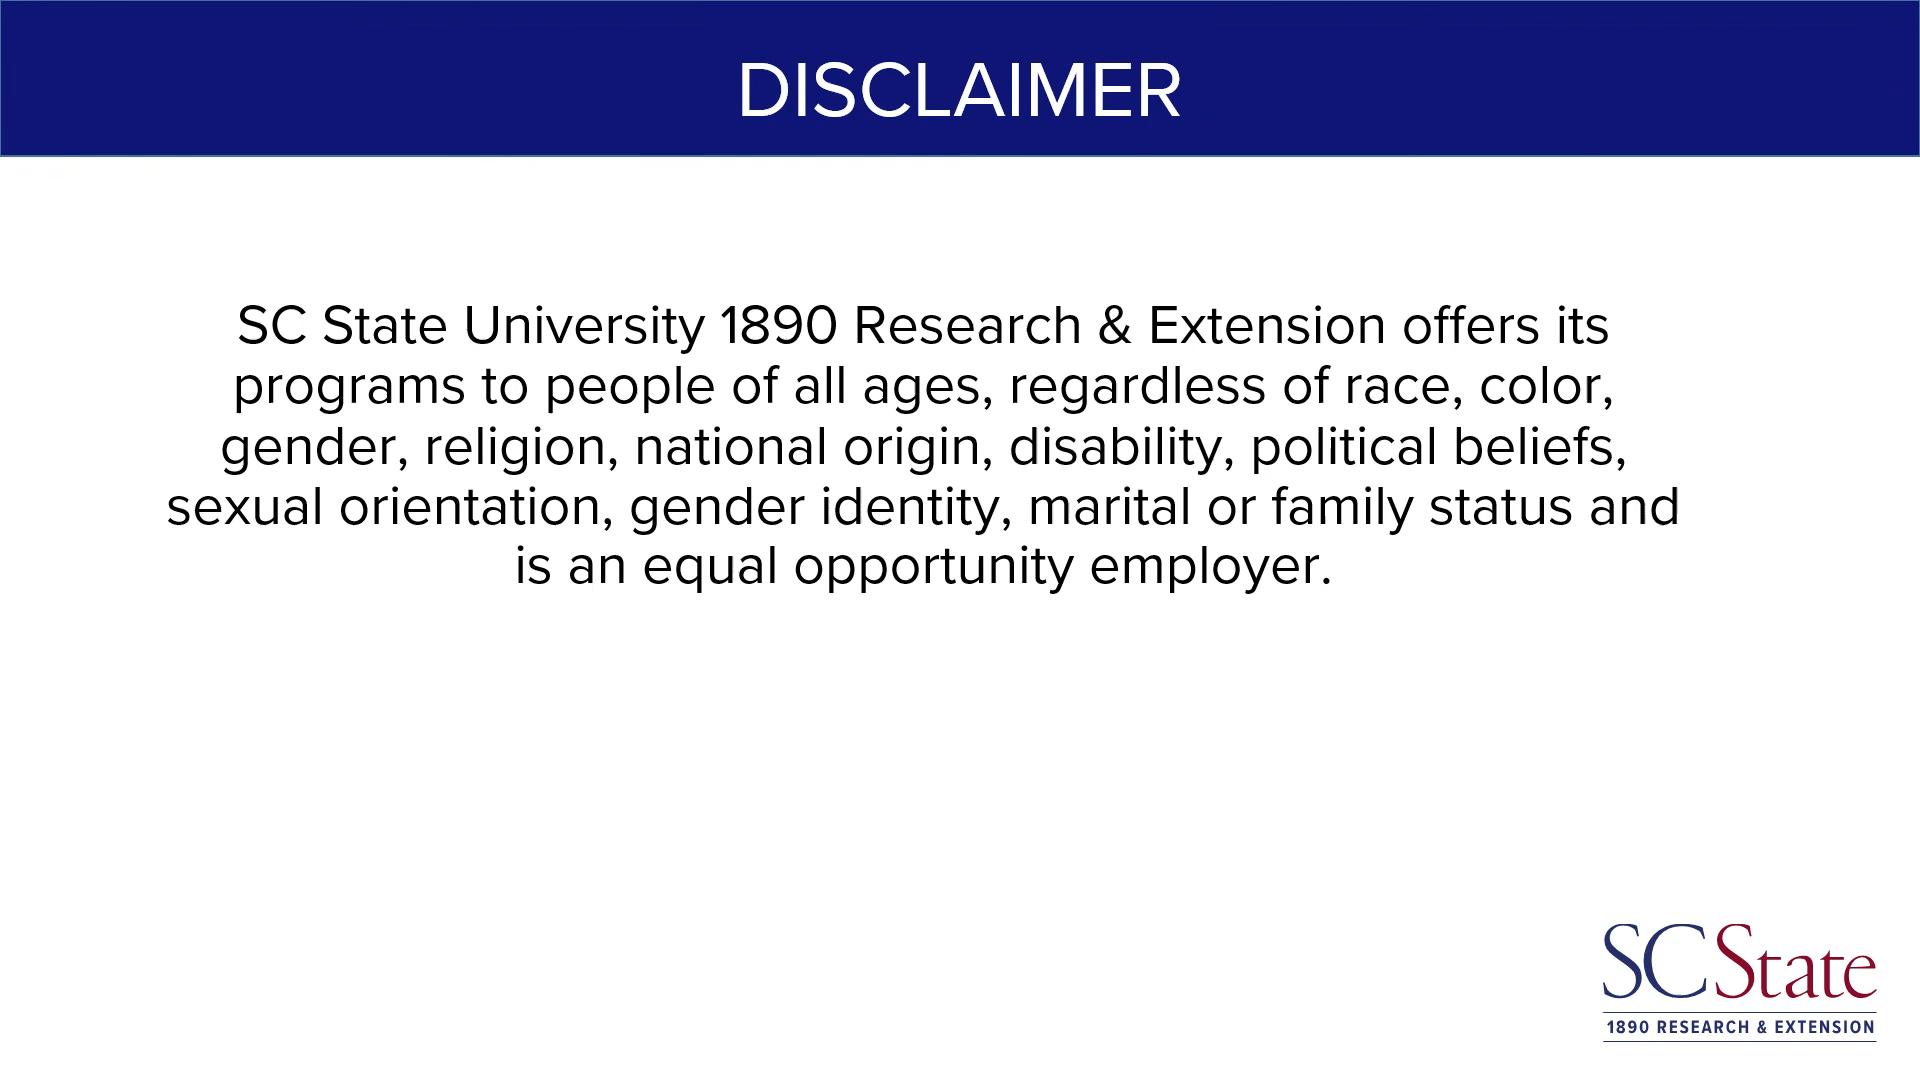 DISCLAIMER
SC State University 1890 Research & Extension offers its
programs to people of all ages, regardless of race, color,
gender, religion, national origin, disability, political beliefs,
sexual orientation, gender identity, marital or family status and
is an equal opportunity employer.
SC State
1890 RESEARCH & EXTENSION